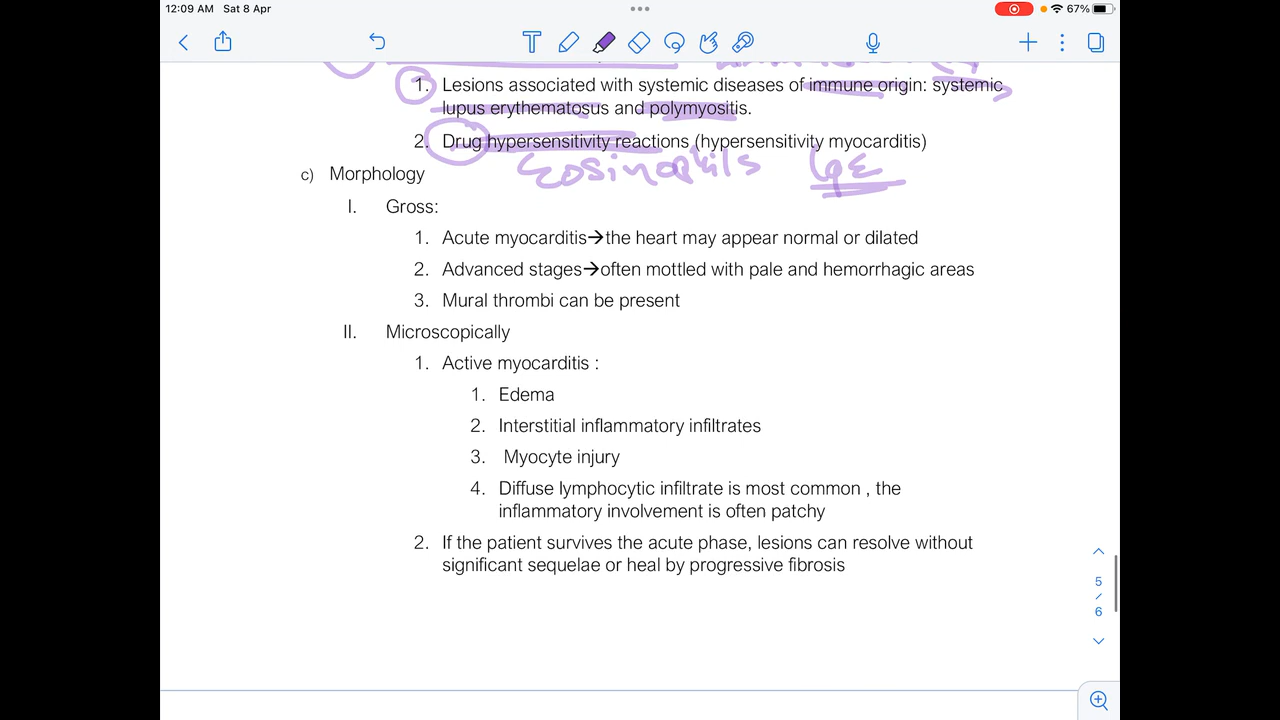 12:09 AM Sat 8 Apr
67%
1. Lesions associated with systemic diseases of immune origin: systemic
lupus erythematosus and polymyositis.
2. Drug hypersensitivity reactions (hypersensitivity myocarditis)
Eosinophils IgE
c) Morphology
I. Gross:
1. Acute myocarditis→the heart may appear normal or dilated
2. Advanced stages→often mottled with pale and hemorrhagic areas
3. Mural thrombi can be present
II. Microscopically
1. Active myocarditis :
1. Edema
2. Interstitial inflammatory infiltrates
3. Myocyte injury
4. Diffuse lymphocytic infiltrate is most common , the
inflammatory involvement is often patchy
2. If the patient survives the acute phase, lesions can resolve without
significant sequelae or heal by progressive fibrosis
5
/
6